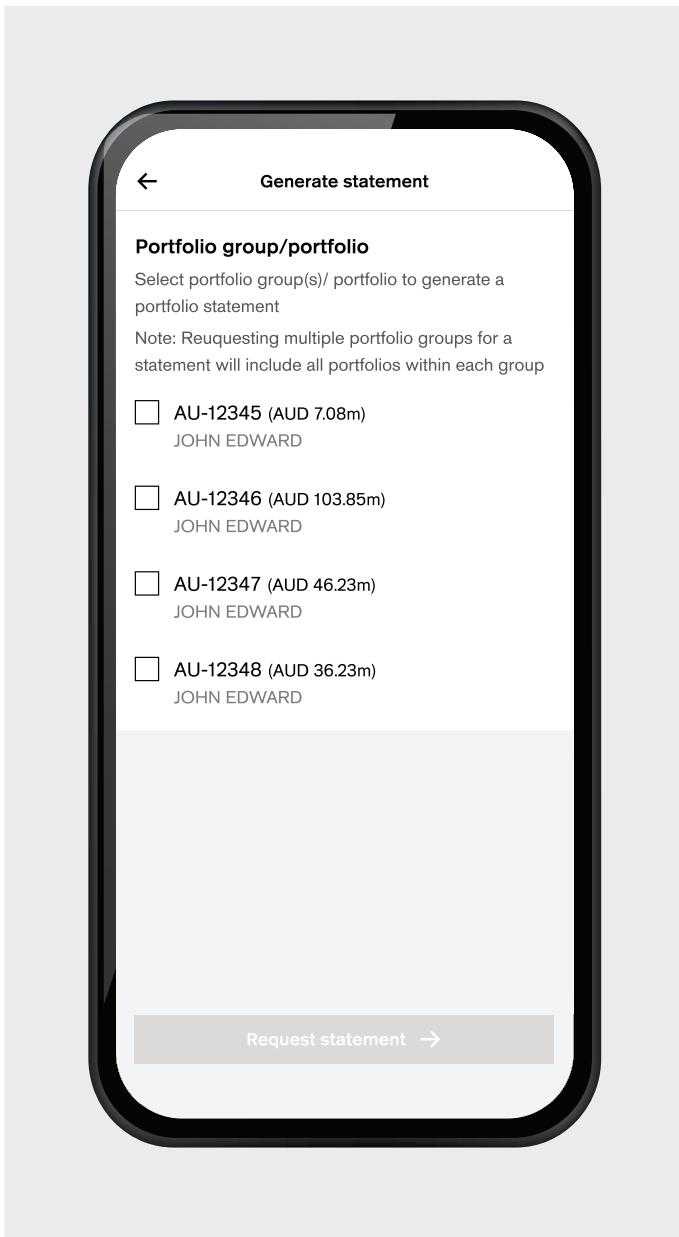 Generate statement
Portfolio group/portfolio
Select portfolio group(s)/ portfolio to generate a
portfolio statement
Note: Reuquesting multiple portfolio groups for a
statement will include all portfolios within each group
AU-12345 (AUD 7.08m)
JOHN EDWARD
AU-12346 (AUD 103.85m)
JOHN EDWARD
AU-12347 (AUD 46.23m)
JOHN EDWARD
AU-12348 (AUD 36.23m)
JOHN EDWARD
Request statement